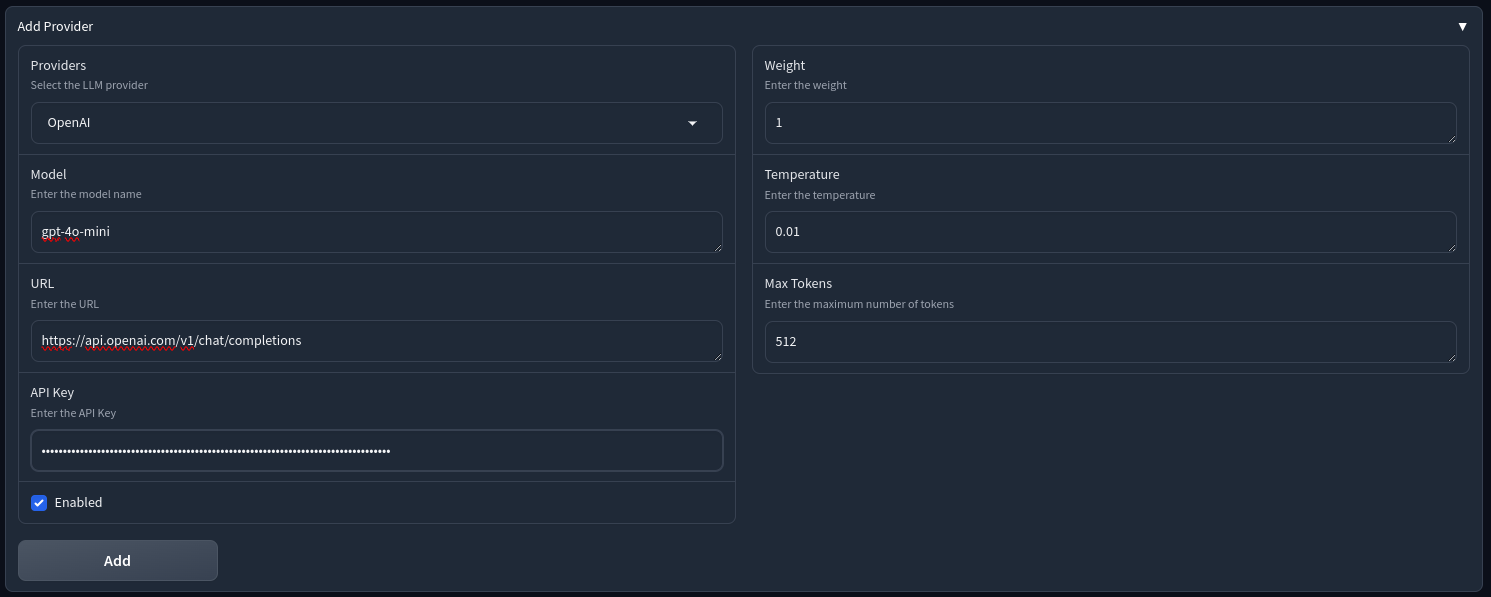 Add Provider
▼
Providers
Select the LLM provider
OpenAI
Model
Enter the model name
gpt-4o-mini
URL
Enter the URL
https://api.openai.com/v1/chat/completions
API Key
Enter the API Key
Enabled
Add
Weight
Enter the weight
1
Temperature
Enter the temperature
0.01
Max Tokens
Enter the maximum number of tokens
512